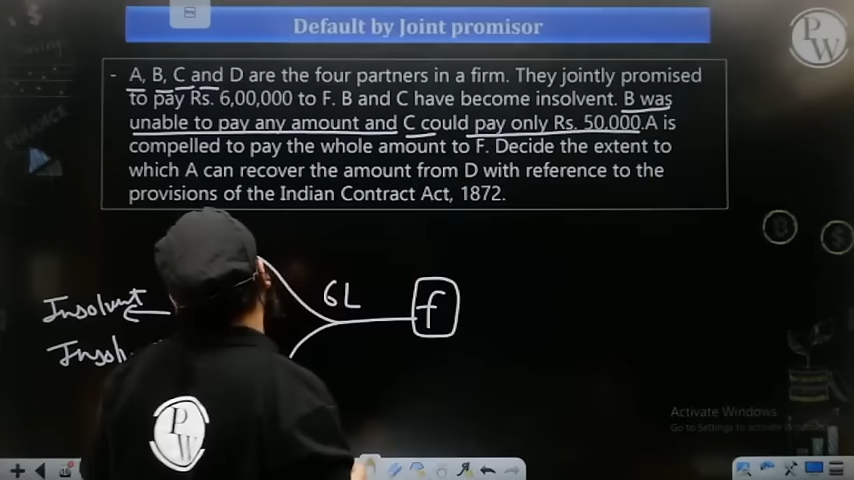 Default by Joint promisor
- A, B, C and D are the four partners in a firm. They jointly promised
to pay Rs. 6,00,000 to F. B and C have become insolvent. B was
unable to pay any amount and C could pay only Rs. 50,000.A is
compelled to pay the whole amount to F. Decide the extent to
which A can recover the amount from D with reference to the
provisions of the Indian Contract Act, 1872.
PW
B
$
FINANCE
Insolvent
6L
f
Insol
PW
Activate Windows
Go to Settings to activate Windows